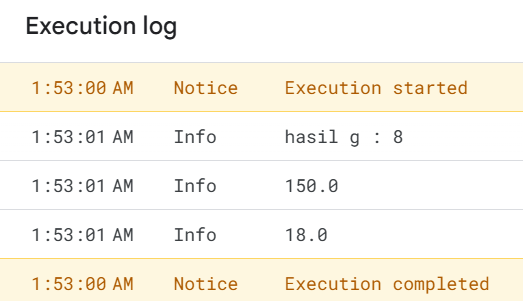 Execution log
1:53:00 AM Notice Execution started
1:53:01 AM Info hasil g : 8
1:53:01 AM Info 150.0
1:53:01 AM Info 18.0
1:53:00 AM Notice Execution completed